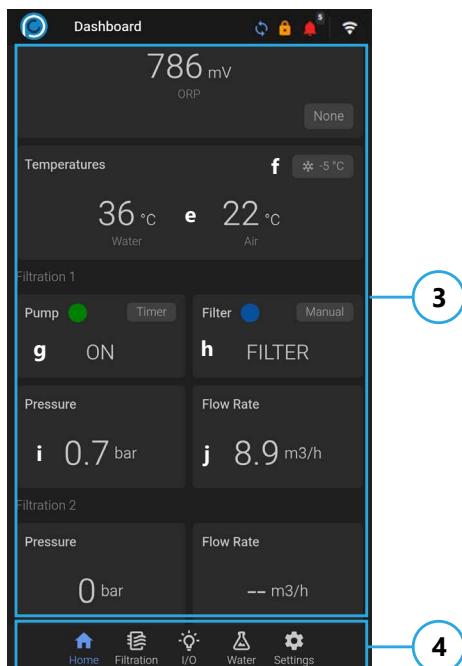 Dashboard 5
786 mV
ORP
None
Temperatures f -5 °C
36 °C e 22 °C
Water Air
Filtration 1
3
Pump Timer Filter Manual
g ON h FILTER
Pressure Flow Rate
i 0.7 bar j 8.9 m3/h
Filtration 2
Pressure Flow Rate
0 bar -- m3/h
4
Home Filtration I/O Water Settings